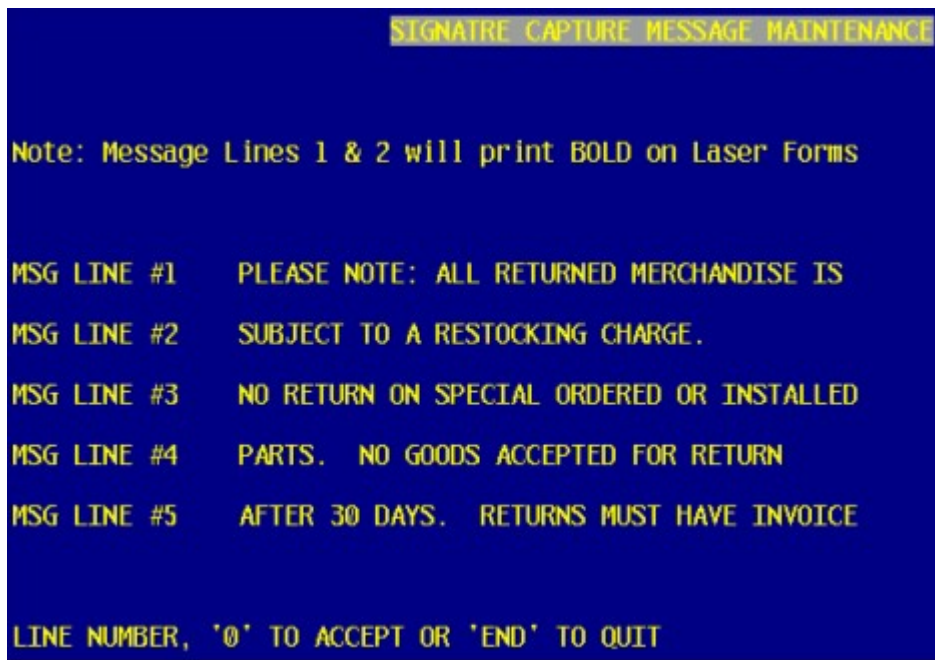 SIGNATRE CAPTURE MESSAGE MAINTENANCE
Note: Message Lines 1 & 2 will print BOLD on Laser Forms
MSG LINE #1 PLEASE NOTE: ALL RETURNED MERCHANDISE IS
MSG LINE #2 SUBJECT TO A RESTOCKING CHARGE.
MSG LINE #3 NO RETURN ON SPECIAL ORDERED OR INSTALLED
MSG LINE #4 PARTS. NO GOODS ACCEPTED FOR RETURN
MSG LINE #5 AFTER 30 DAYS. RETURNS MUST HAVE INVOICE
LINE NUMBER, '0' TO ACCEPT OR 'END' TO QUIT